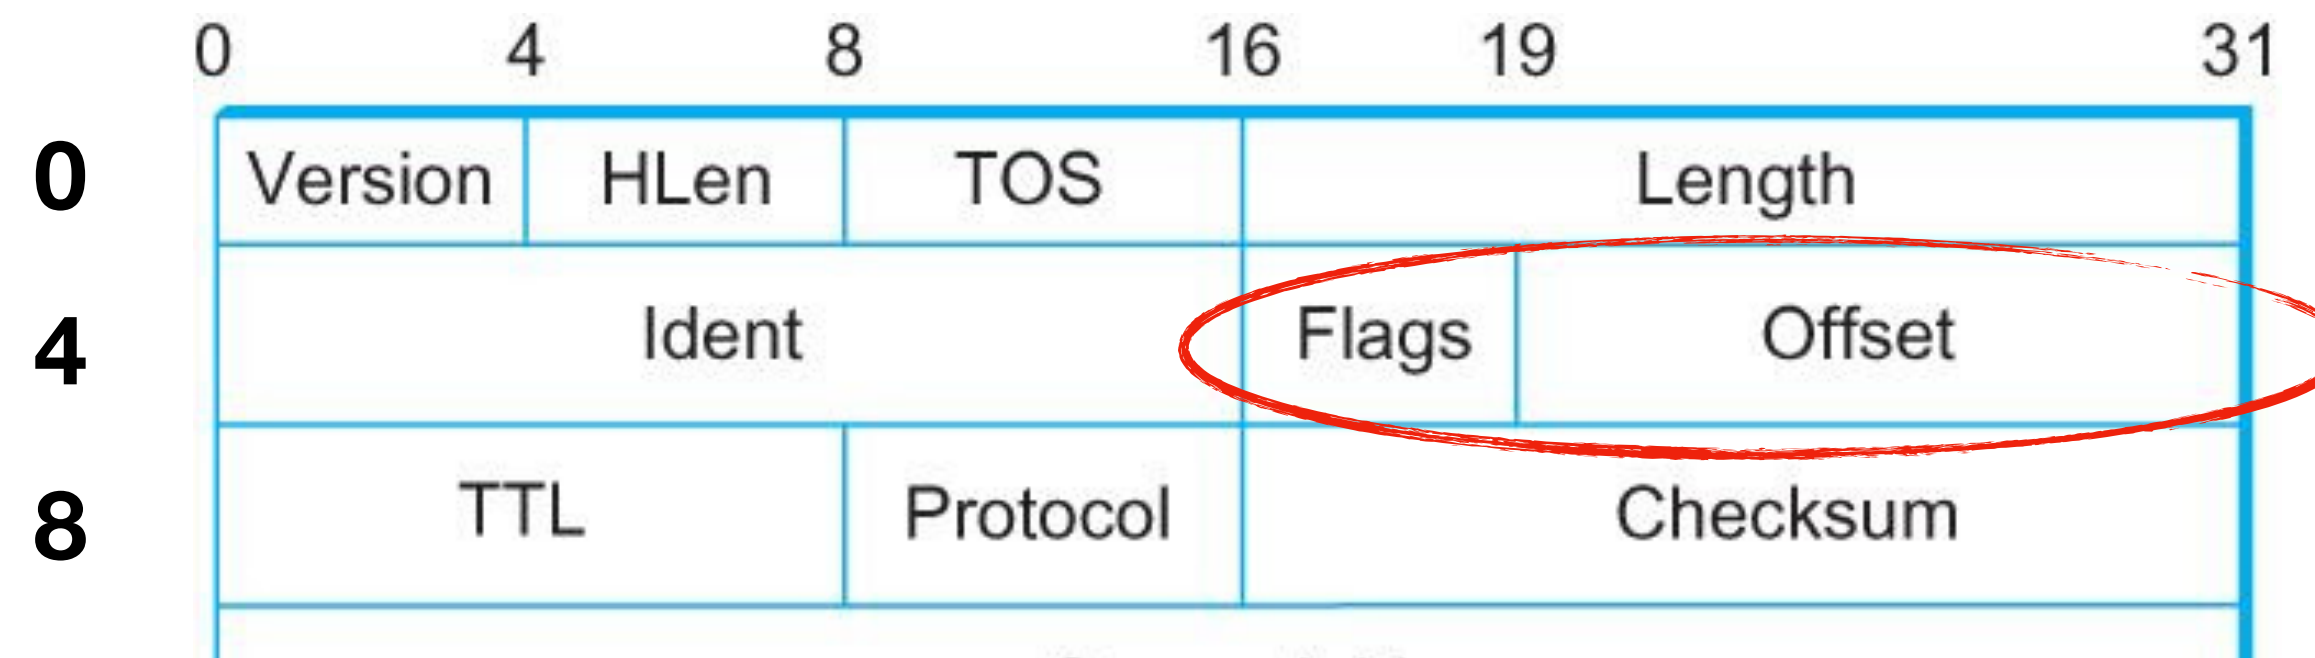 0 4 8 16 19 31
0 Version HLen TOS Length
4 Ident Flags Offset
8 TTL Protocol Checksum